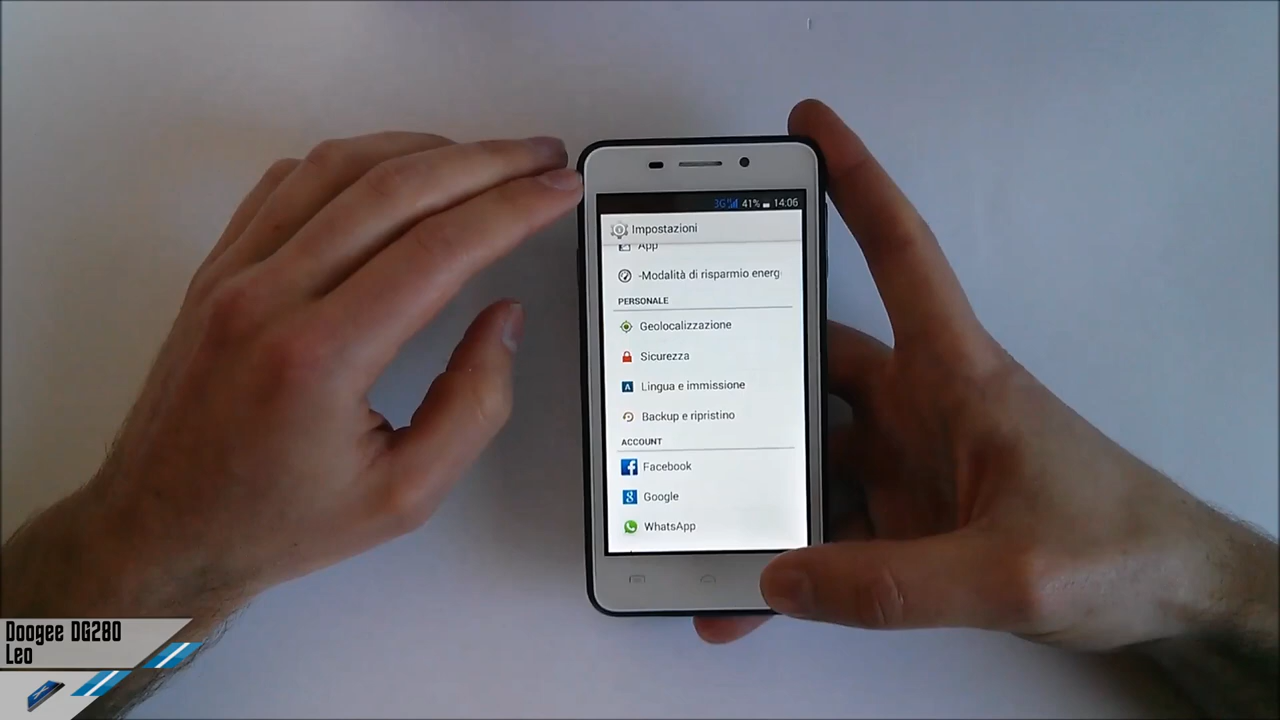 3G 41% 14:06
Impostazioni
App
-Modalità di risparmio energ
PERSONALE
Geolocalizzazione
Sicurezza
Lingua e immissione
Backup e ripristino
ACCOUNT
Facebook
Google
WhatsApp
Doogee DG280
Leo